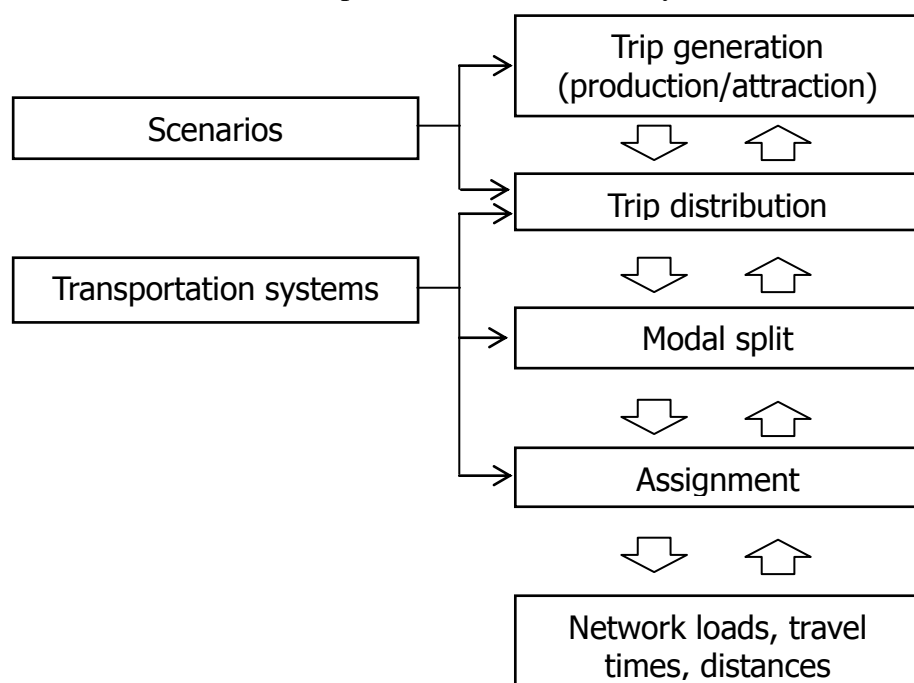 Trip generation
(production/attraction)
Scenarios
Trip distribution
Transportation systems
Modal split
Assignment
Network loads, travel
times, distances